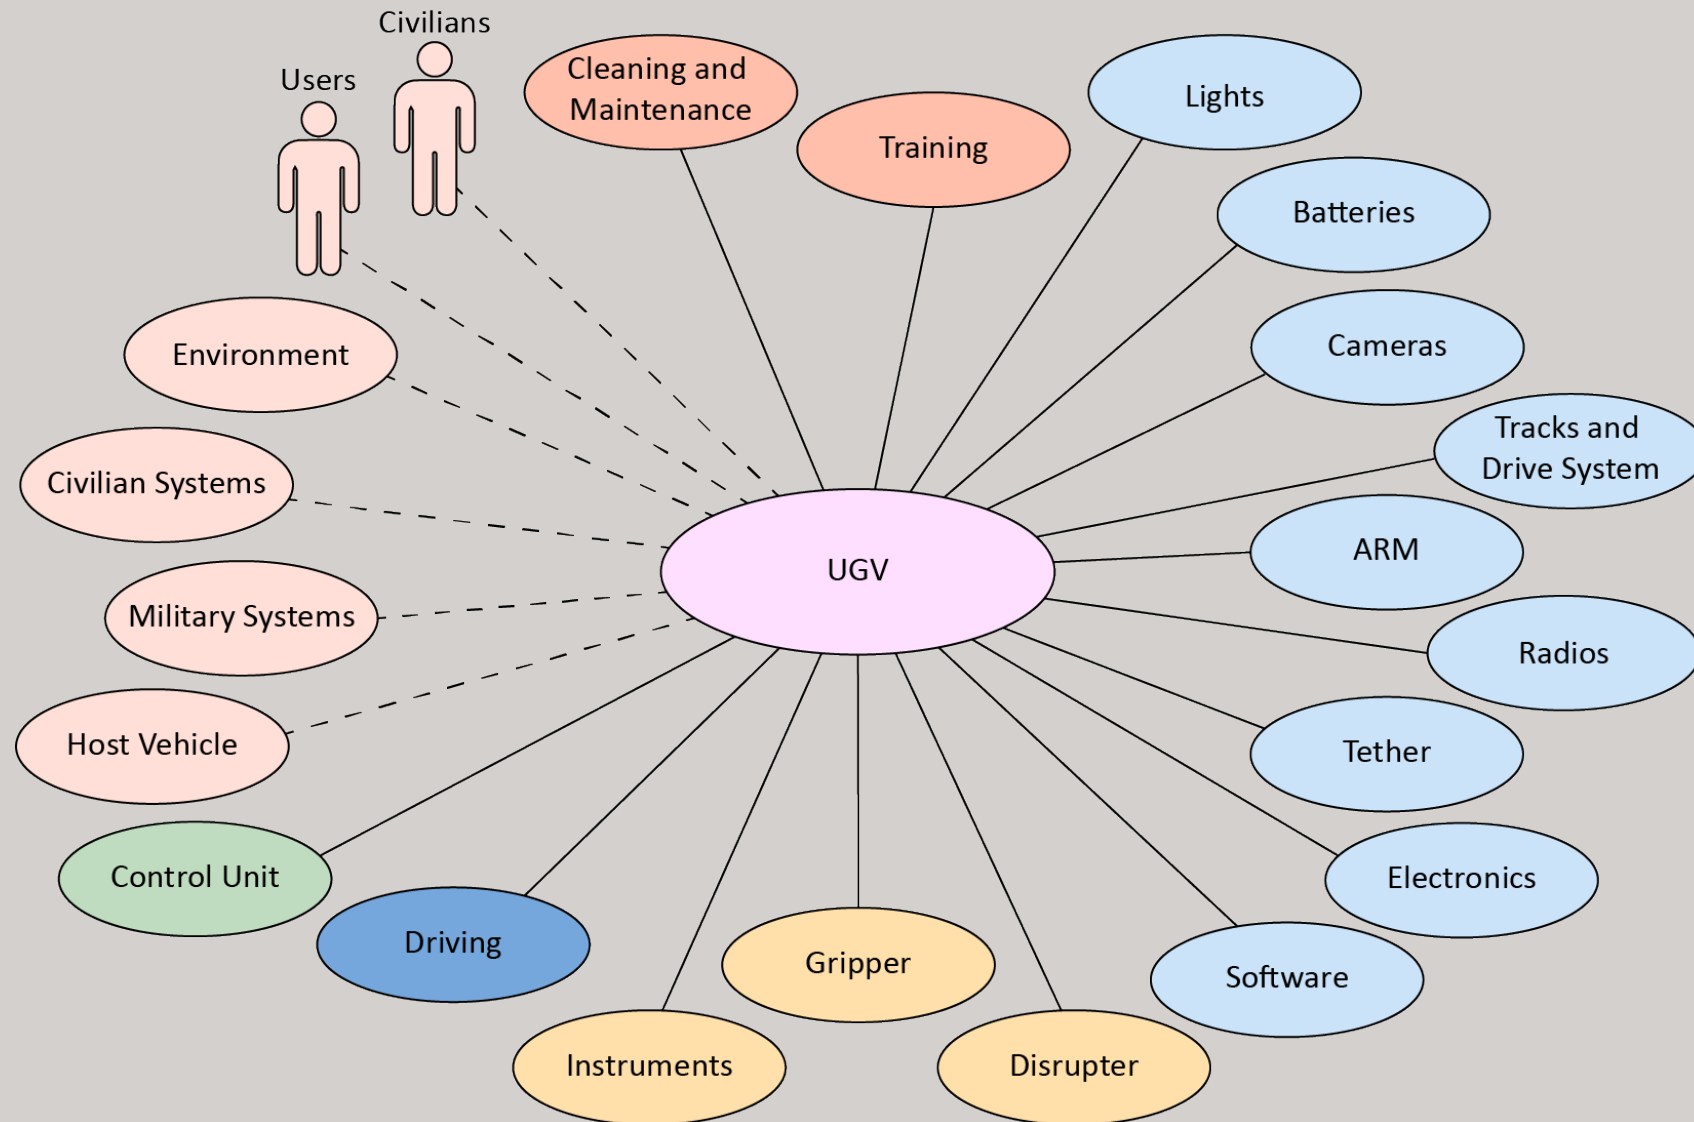 Civilians
Users
Cleaning and
Maintenance
Training
Lights
Batteries
Cameras
Tracks and
Drive System
ARM
Radios
Tether
Electronics
Software
Disrupter
Gripper
Instruments
Driving
Control Unit
Host Vehicle
Military Systems
Civilian Systems
Environment
UGV